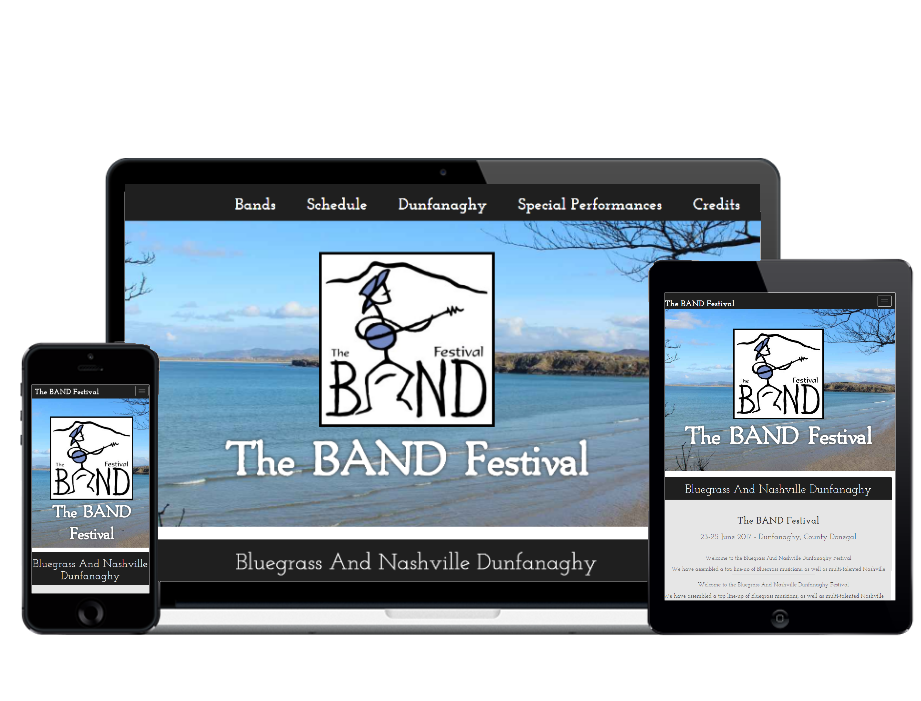 Bands Schedule Dunfanaghy Special Performances Credits
The Festival
BAND
The BAND Festival
Bluegrass And Nashville Dunfanaghy
The BAND Festival
The Festival
BAND
The BAND
Festival
Bluegrass And Nashville
Dunfanaghy
The BAND Festival
The Festival
BAND
The BAND Festival
Bluegrass And Nashville Dunfanaghy
The BAND Festival
June 2017 - Dunfanaghy, County Donegal
Welcome to the Bluegrass And Nashville Dunfanaghy Festival
We have assembled a top line-up of Bluegrass musicians, as well as multi-talented Nashville
Welcome to the Bluegrass And Nashville Dunfanaghy Festival
We have assembled a top line-up of bluegrass musicians, as well as multi-talented Nashville